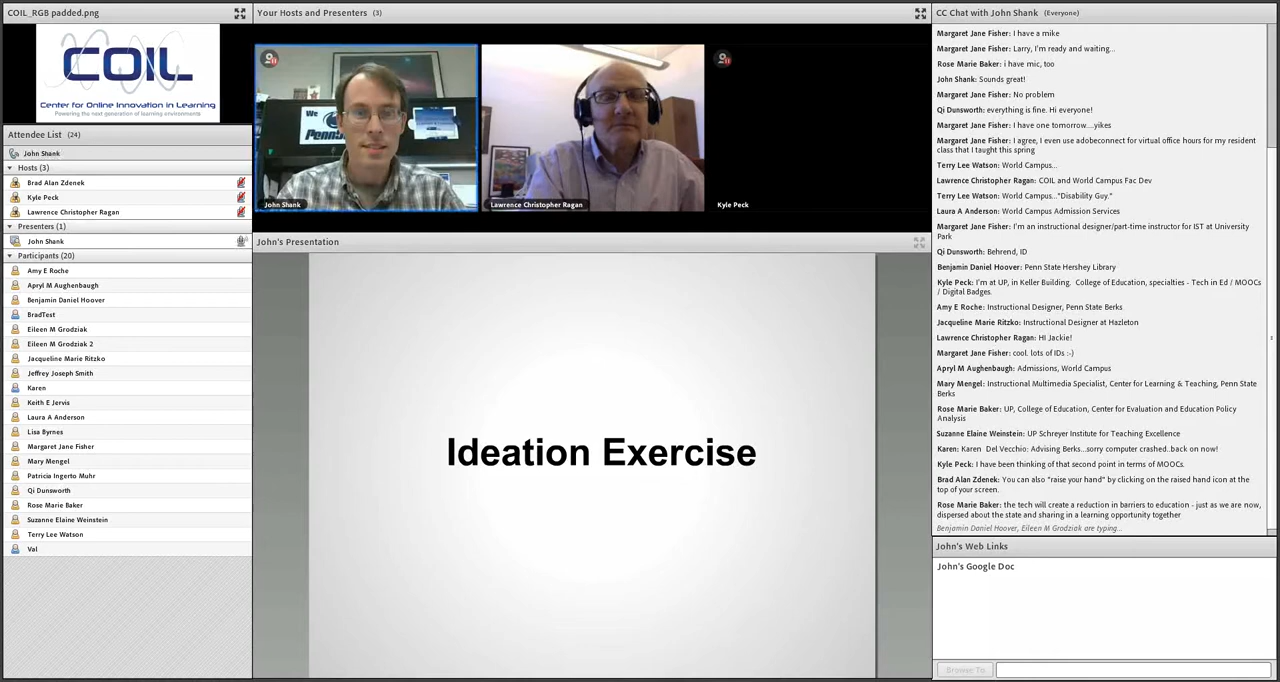 COIL_RGB padded.png
COIL
Center for Online Innovation in Learning
Powering the next generation of learning environments
Attendee List (24)
John Shank
Hosts (3)
Brad Alan Zdenek
Kyle Peck
Lawrence Christopher Ragan
Presenters (1)
John Shank
Participants (20)
Amy E Roche
Apryl M Aughenbaugh
Benjamin Daniel Hoover
BradTest
Eileen M Grodziak
Eileen M Grodziak 2
Jacqueline Marie Ritzko
Jeffrey Joseph Smith
Karen
Keith E Jervis
Laura A Anderson
Lisa Byrnes
Margaret Jane Fisher
Mary Mengel
Patricia Ingerto Muhr
Qi Dunsworth
Rose Marie Baker
Suzanne Elaine Weinstein
Terry Lee Watson
Val
Your Hosts and Presenters (3)
We
John Shank
Lawrence Christopher Ragan
Kyle Peck
John's Presentation
Ideation Exercise
CC Chat with John Shank (Everyone)
Margaret Jane Fisher: I have a mike
Margaret Jane Fisher: Larry, I'm ready and waiting...
Rose Marie Baker: i have mic, too
John Shank: Sounds great!
Margaret Jane Fisher: No problem
Qi Dunsworth: everything is fine. Hi everyone!
Margaret Jane Fisher: I have one tomorrow....yikes
Margaret Jane Fisher: I agree, I even use adobeconnect for virtual office hours for my resident
class that I taught this spring
Terry Lee Watson: World Campus...
Christopher Ragan: COIL and World Campus Fac Dev
Terry Lee Watson: World Campus..."Disability Guy."
Laura A Anderson: World Campus Admission Services
Margaret Jane Fisher: I'm an instructional designer/part-time instructor for IST at University
Park
Qi Dunsworth: Behrend, ID
Benjamin Daniel Hoover: Penn State Hershey Library
Kyle Peck: I'm at UP, in Keller Building. College of Education, specialties - Tech in Ed / MOOCs
/ Digital Badges.
Amy E Roche: Instructional Designer, Penn State Berks
Jacqueline Marie Ritzko: Instructional Designer at Hazleton
Lawrence Christopher Ragan: HI Jackie!
Margaret Jane Fisher: cool. lots of IDs :-)
Apryl M Aughenbaugh: Admissions, World Campus
Mary Mengel: Instructional Multimedia Specialist, Center for Learning & Teaching, Penn State
Berks
Rose Marie Baker: UP, College of Education, Center for Evaluation and Education Policy
Analysis
Suzanne Elaine Weinstein: UP Schreyer Institute for Teaching Excellence
Karen: Karen Del Vecchio: Advising Berks...sorry computer crashed..back on now!
Kyle Peck: I have been thinking of that second point in terms of MOOCs.
Brad Alan Zdenek: You can also "raise your hand" by clicking on the raised hand icon at the
top of your screen.
Rose Marie Baker: the tech will create a reduction in barriers to education - just as we are now,
dispersed about the state and sharing in a learning opportunity together
Benjamin Daniel Hoover, Eileen M Grodziak are typing...
John's Web Links
John's Google Doc
Browse To